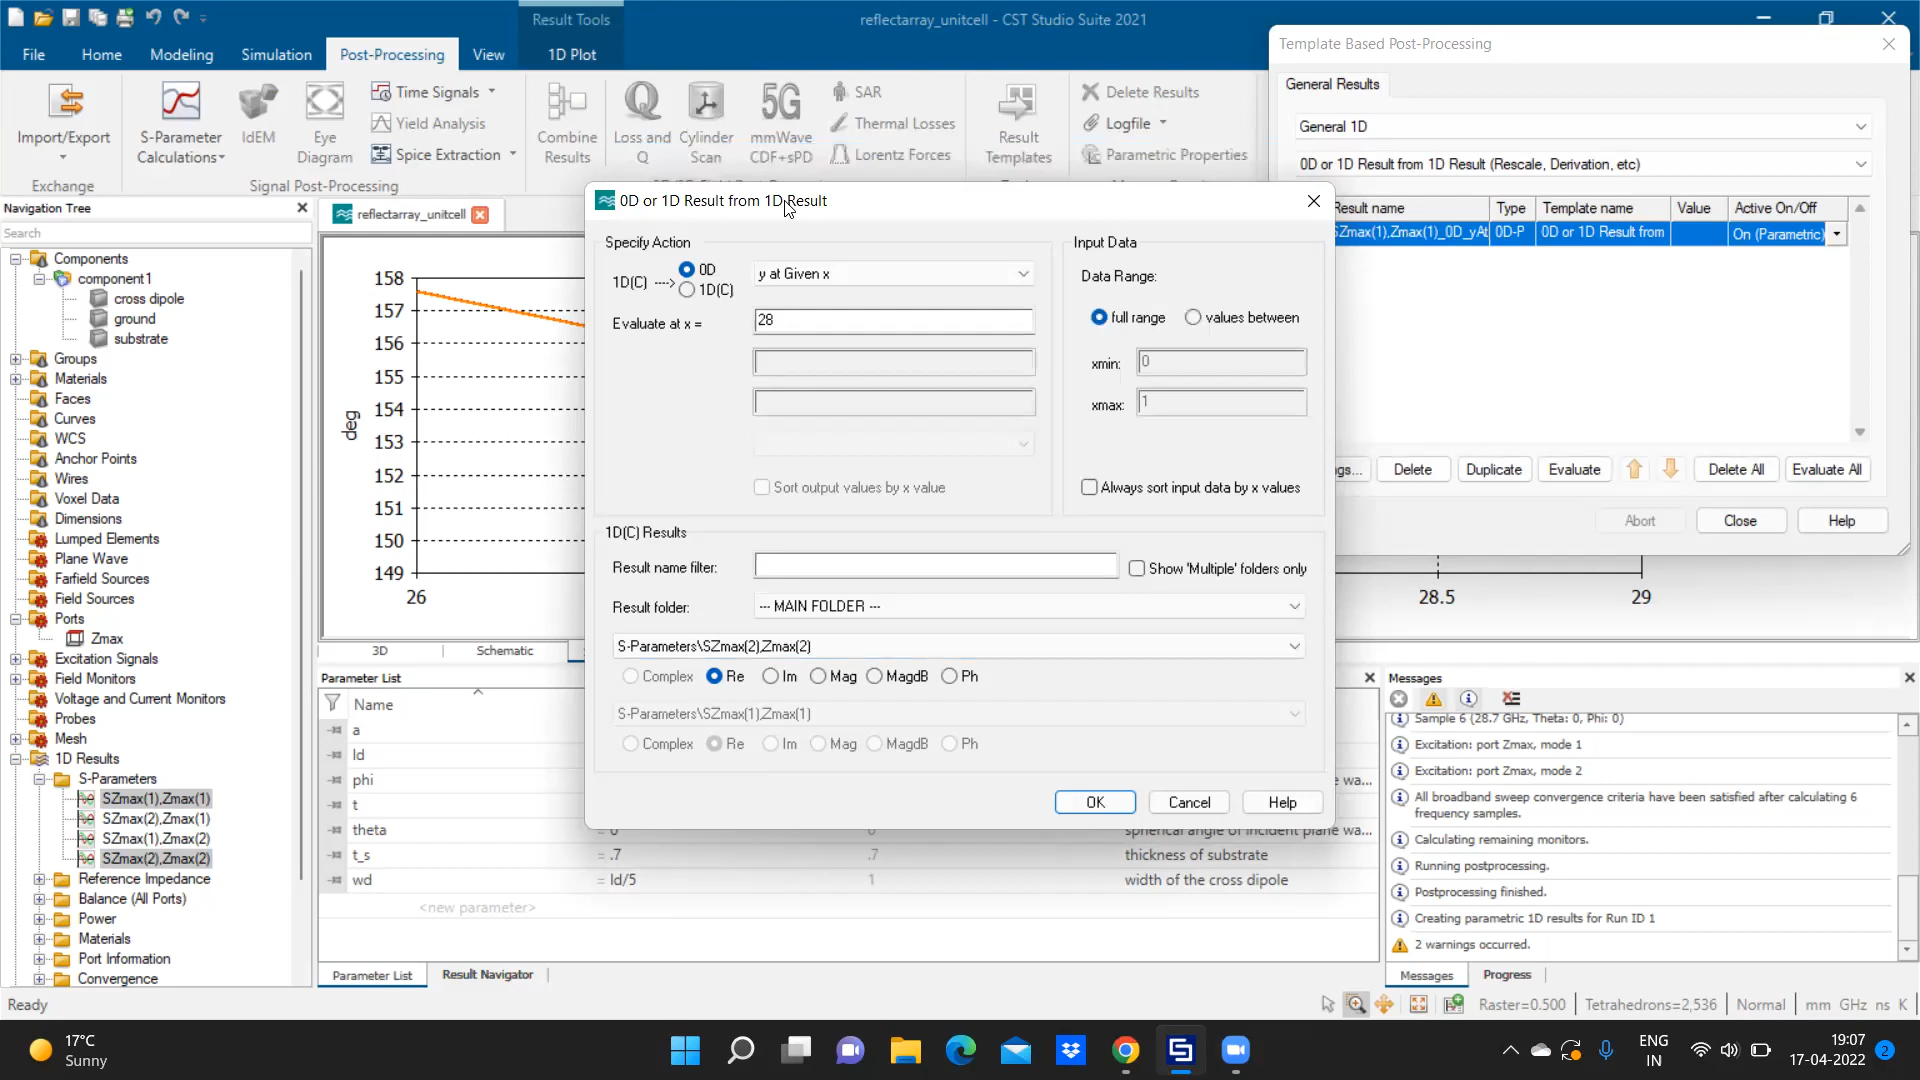 Result Tools
reflectarray_unitcell - CST Studio Suite 2021
File Home Modeling Simulation Post-Processing View 1D Plot
Import/Export
Exchange
S-Parameter Calculations
IdEM
Eye Diagram
Time Signals
Yield Analysis
Spice Extraction
Signal Post-Processing
Combine Results
Loss and Q
Cylinder Scan
5G
mmWave CDF+sPD
SAR
Thermal Losses
Lorentz Forces
Result Templates
Delete Results
Logfile
Parametric Properties
Template Based Post-Processing
General Results
General 1D
0D or 1D Result from 1D Result (Rescale, Derivation, etc)
Result name Type Template name Value Active On/Off
SZmax(1),Zmax(1)_0D_yAt 0D-P 0D or 1D Result from On (Parametric)
Delete Duplicate Evaluate Delete All Evaluate All
Abort Close Help
Navigation Tree
Search
Components
component1
cross dipole
ground
substrate
Groups
Materials
Faces
Curves
WCS
Anchor Points
Wires
Voxel Data
Dimensions
Lumped Elements
Plane Wave
Farfield Sources
Field Sources
Ports
Zmax
Excitation Signals
Field Monitors
Voltage and Current Monitors
Probes
Mesh
1D Results
S-Parameters
SZmax(1),Zmax(1)
SZmax(2),Zmax(1)
SZmax(1),Zmax(2)
SZmax(2),Zmax(2)
Reference Impedance
Balance (All Ports)
Power
Materials
Port Information
Convergence
Ready
reflectarray_unitcell
158
157
156
155
154
153
152
151
150
149
deg
26
28.5
29
3D Schematic
0D or 1D Result from 1D Result
Specify Action
1D(C) ----> 0D
1D(C)
y at Given x
Evaluate at x =
28
Sort output values by x value
Input Data
Data Range:
full range values between
xmin: 0
xmax: 1
Always sort input data by x values
1D(C) Results
Result name filter:
Show 'Multiple' folders only
Result folder: --- MAIN FOLDER ---
S-Parameters\SZmax(2),Zmax(2)
Complex Re Im Mag MagdB Ph
S-Parameters\SZmax(1),Zmax(1)
Complex Re Im Mag MagdB Ph
OK Cancel Help
Parameter List
Name
a
ld
phi
t
theta = 0 0 spherical angle of incident plane wa...
t_s = .7 .7 thickness of substrate
wd = ld/5 1 width of the cross dipole
<new parameter>
Parameter List Result Navigator
Messages
Sample 6 (28.7 GHz, Theta: 0, Phi: 0)
Excitation: port Zmax, mode 1
Excitation: port Zmax, mode 2
All broadband sweep convergence criteria have been satisfied after calculating 6
frequency samples.
Calculating remaining monitors.
Running postprocessing.
Postprocessing finished.
Creating parametric 1D results for Run ID 1
2 warnings occurred.
Messages Progress
Raster=0.500 Tetrahedrons=2,536 Normal mm GHz ns K
17°C
Sunny
ENG
IN
19:07
17-04-2022
2